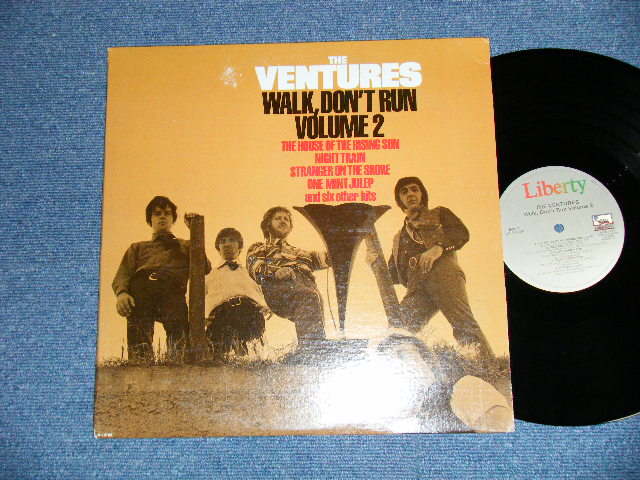 THE
VENTURES
WALK, DON'T RUN
VOLUME 2
THE HOUSE OF THE RISING SUN
NIGHT TRAIN
STRANGER ON THE SHORE
ONE MINT JULEP
and six other hits
Liberty
THE VENTURES
Walk, Don't Run Volume 2